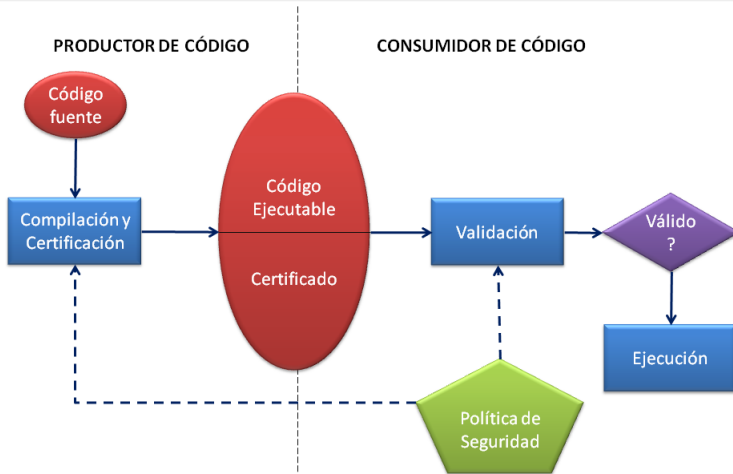 PRODUCTOR DE CÓDIGO
CONSUMIDOR DE CÓDIGO
Código
fuente
Compilación y
Certificación
Código
Ejecutable
Certificado
Validación
Válido
?
Ejecución
Política de
Seguridad